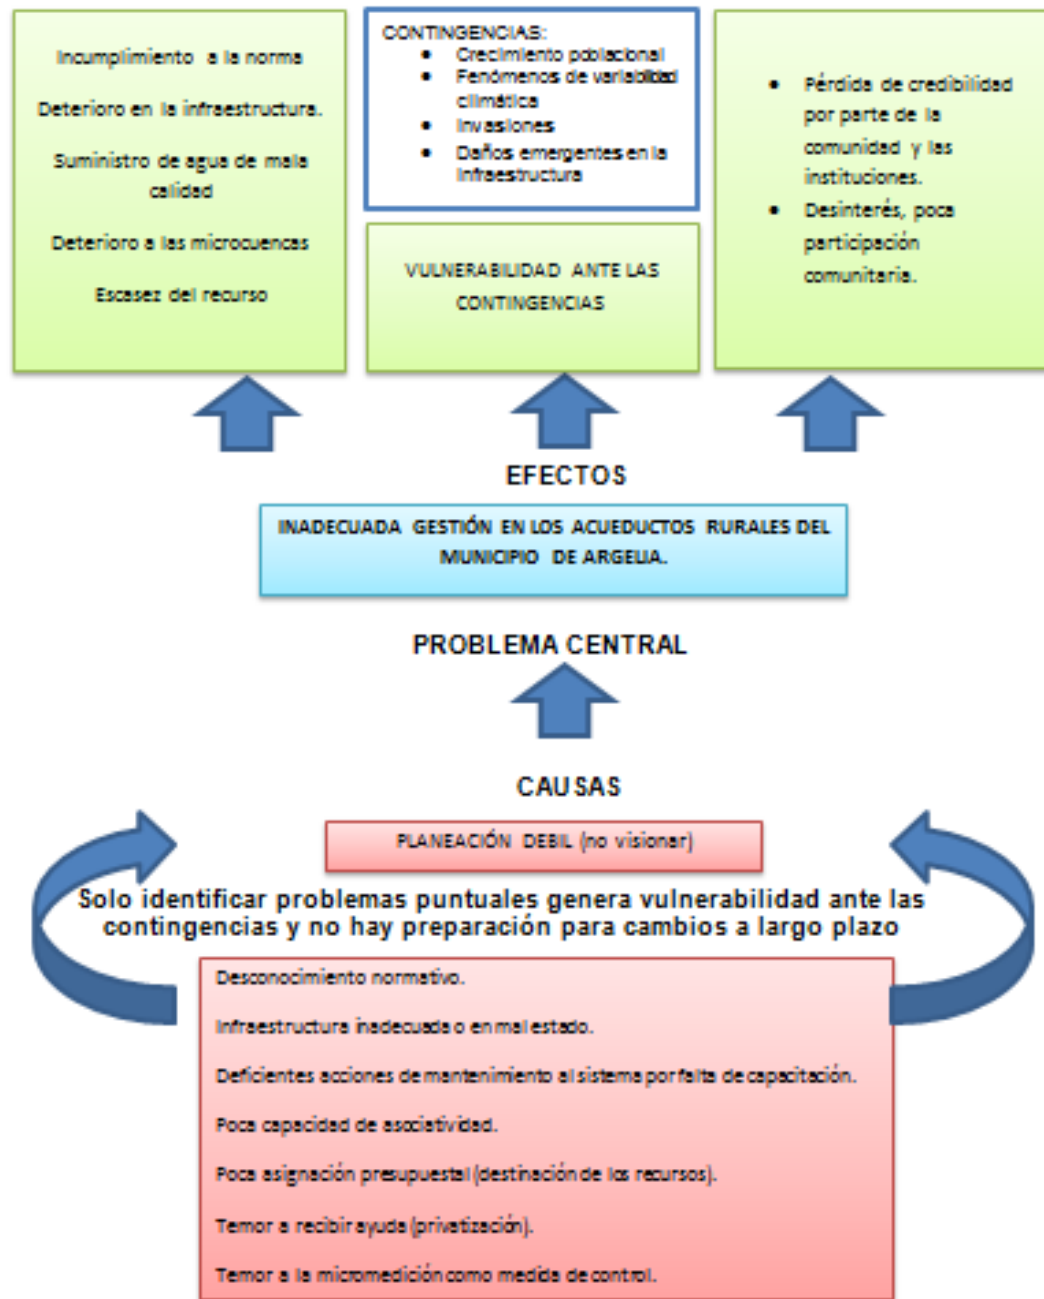 Incumplimiento a la norma
Deterioro en la infraestructura.
Suministro de agua de mala
calidad
Deterioro a las microcuencas
Escasez del recurso
CONTINGENCIAS:
• Crecimiento poblacional
• Fenómenos de variabilidad
climática
• Invasiones
• Daños emergentes en la
Infraestructura
VULNERABILIDAD ANTE LAS
CONTINGENCIAS
• Pérdida de credibilidad
por parte de la
comunidad y las
instituciones.
• Desinterés, poca
participación
comunitaria.
EFECTOS
INADECUADA GESTIÓN EN LOS ACUEDUCTOS RURALES DEL
MUNICIPIO DE ARGELIA.
PROBLEMA CENTRAL
CAUSAS
PLANEACIÓN DEBIL (no visionar)
Solo identificar problemas puntuales genera vulnerabilidad ante las
contingencias y no hay preparación para cambios a largo plazo
Desconocimiento normativo.
Infraestructura inadecuada o en mal estado.
Deficientes acciones de mantenimiento al sistema por falta de capacitación.
Poca capacidad de asociatividad.
Poca asignación presupuestal (destinación de los recursos).
Temor a recibir ayuda (privatización).
Temor a la micromedición como medida de control.